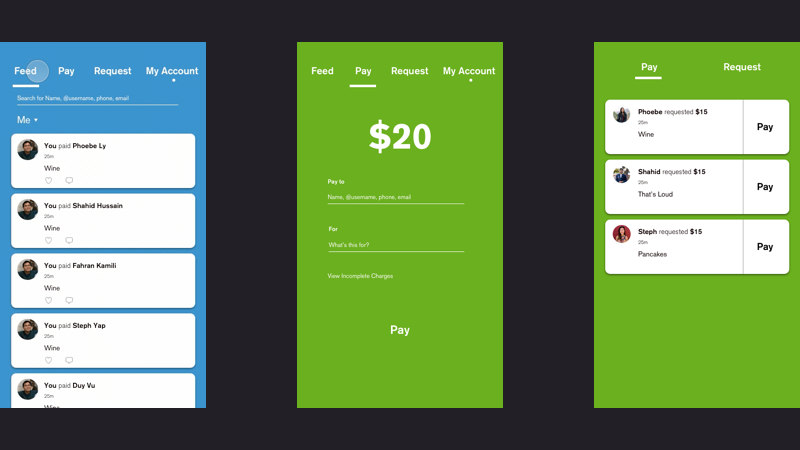 Feed Pay Request My Account
Search for Name, @username, phone, email
Me
You paid Phoebe Ly
25m
Wine
You paid Shahid Hussain
25m
Wine
You paid Fahran Kamili
25m
Wine
You paid Steph Yap
25m
Wine
You paid Duy Vu
25m
Wine
Feed Pay Request My Account
$20
Pay to
Name, @username, phone, email
For
What's this for?
View Incomplete Charges
Pay
Pay Request
Phoebe requested $15
25m
Wine
Pay
Shahid requested $15
25m
That's Loud
Pay
Steph requested $15
25m
Pancakes
Pay